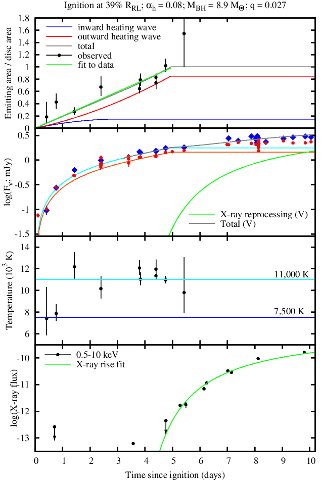 Ignition at 39% R_RL; α_h = 0.08; M_BH = 8.9 M_Θ; q = 0.027
Emitting area / disc area
1.8
1.6
1.4
1.2
1
0.8
0.6
0.4
0.2
0
inward heating wave
outward heating wave
total
observed
fit to data
log(F_ν; mJy)
0.5
0
-0.5
-1
-1.5
X-ray reprocessing (V)
Total (V)
Temperature (10^3 K)
14
12
10
8
6
11,000 K
7,500 K
log(X-ray flux)
-10
-11
-12
-13
0.5-10 keV
X-ray rise fit
0 1 2 3 4 5 6 7 8 9 10
Time since ignition (days)